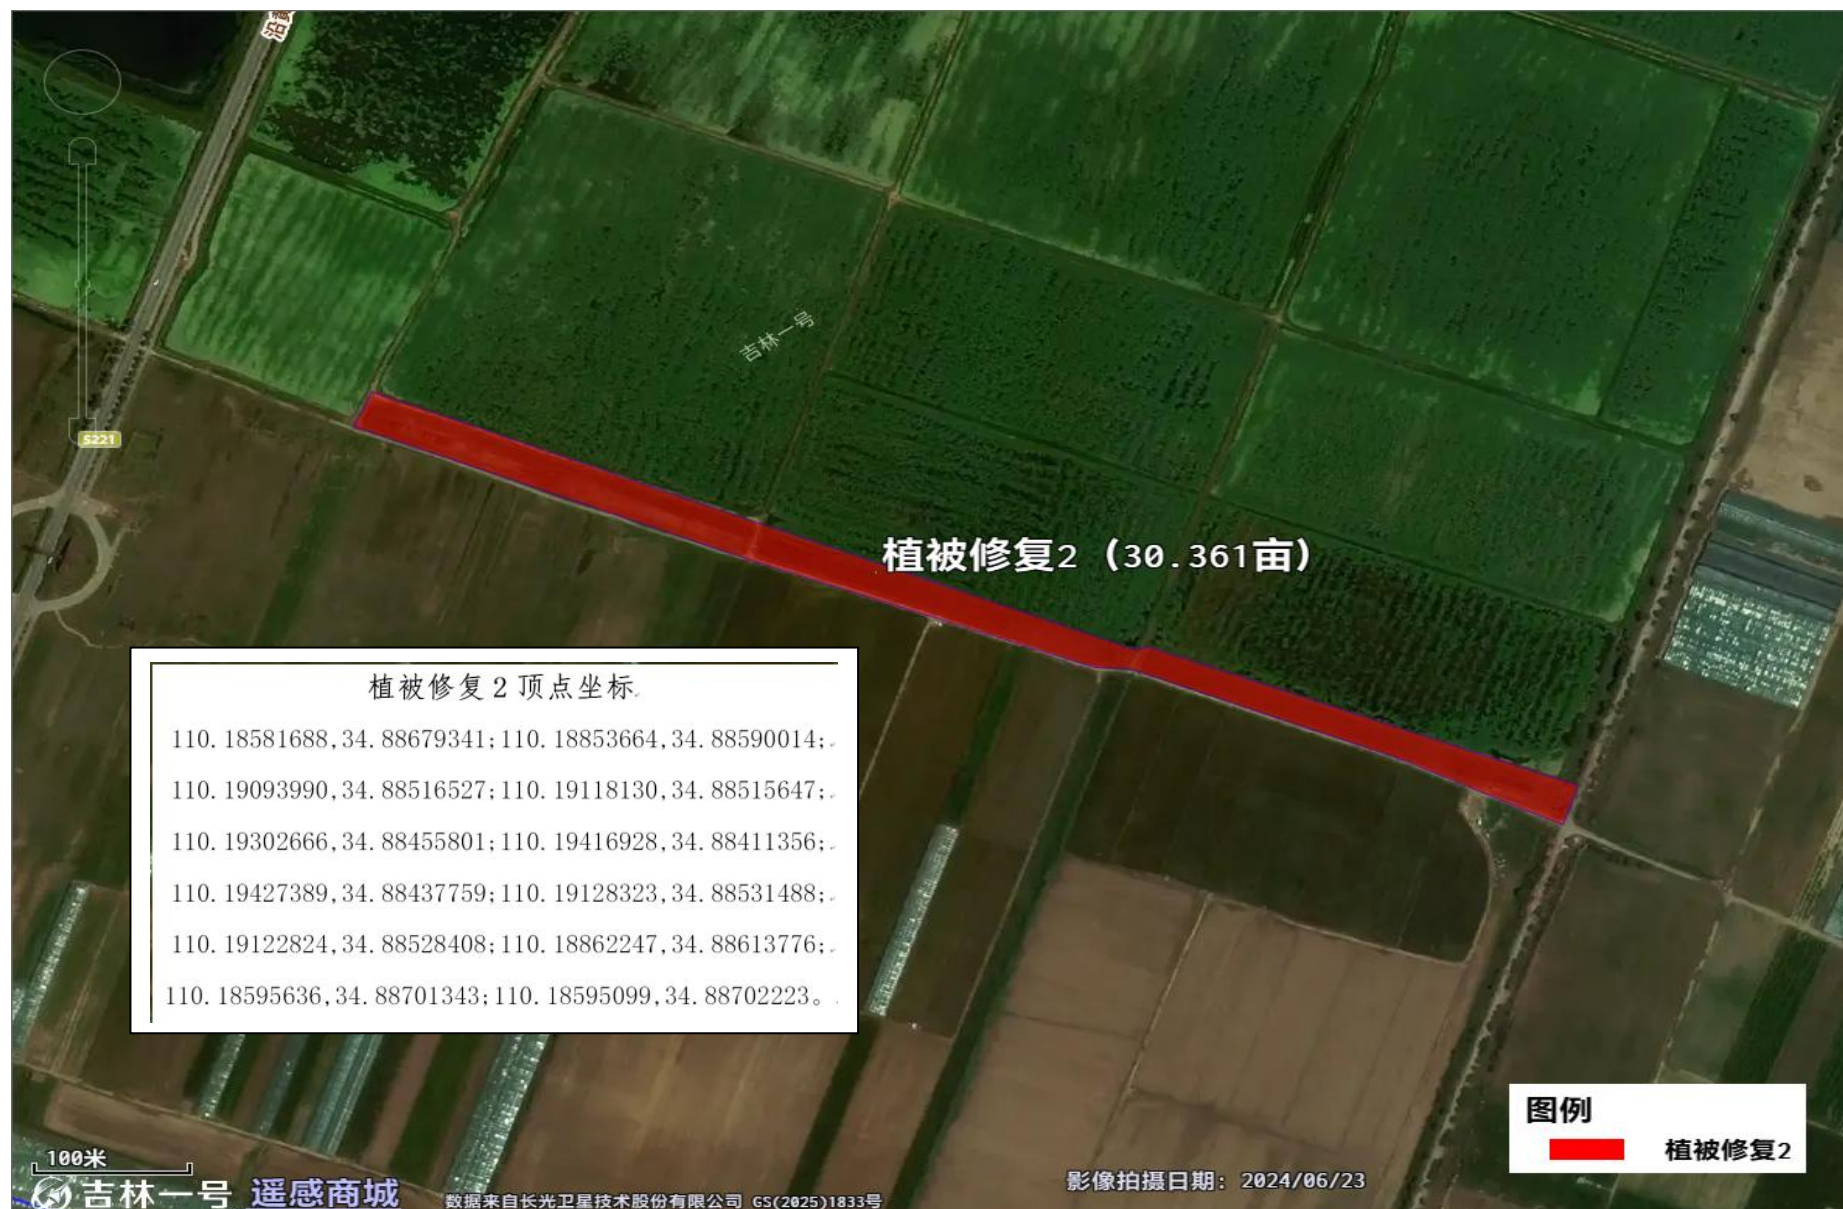 沿黄
吉林一号
S221
植被修复2（30.361亩）
植被修复2顶点坐标
110.18581688,34.88679341;110.18853664,34.88590014;
110.19093990,34.88516527;110.19118130,34.88515647;
110.19302666,34.88455801;110.19416928,34.88411356;
110.19427389,34.88437759;110.19128323,34.88531488;
110.19122824,34.88528408;110.18862247,34.88613776;
110.18595636,34.88701343;110.18595099,34.88702223。
图例
植被修复2
100米
吉林一号 遥感商城
数据来自长光卫星技术股份有限公司 GS(2025)1833号
影像拍摄日期：2024/06/23